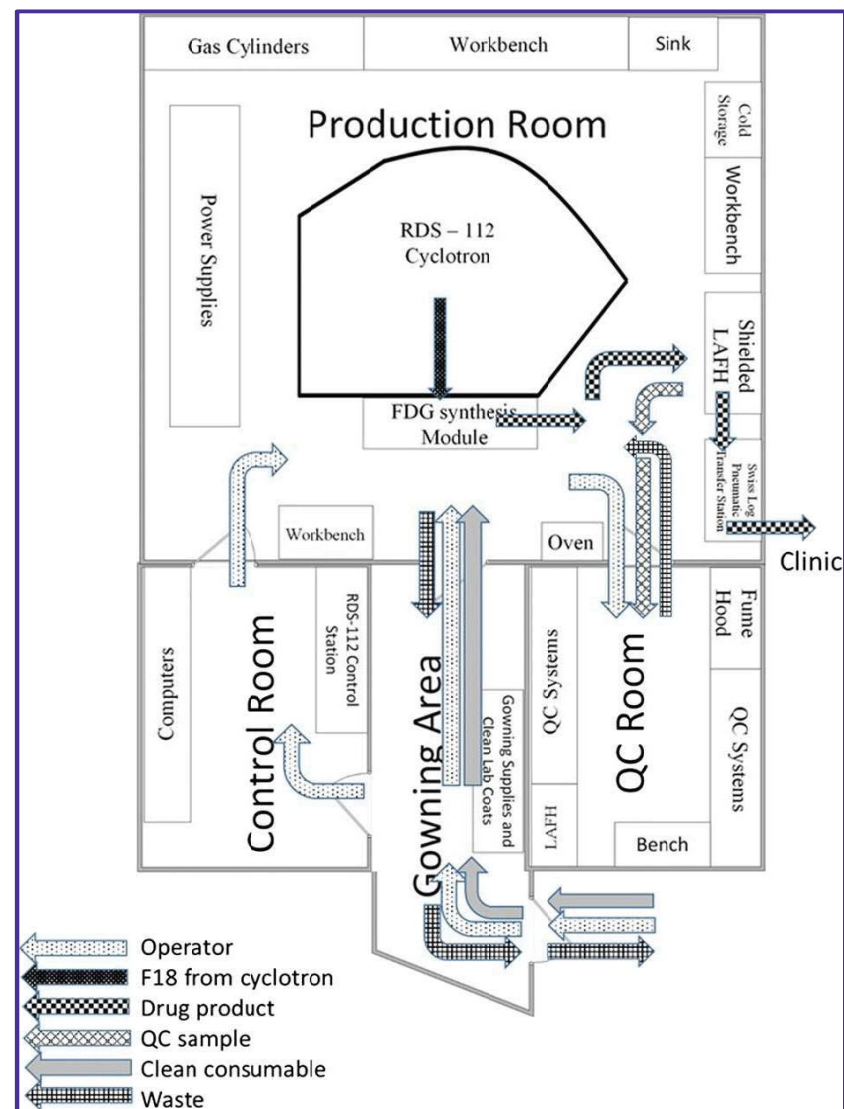 Gas Cylinders
Workbench
Sink
Production Room
Cold
Storage
Power Supplies
RDS – 112
Cyclotron
Workbench
Shielded
LAFH
FDG synthesis
Module
Swiss Log
Pneumatic
Transfer Station
Workbench
Oven
Clinic
Computers
Control Room
RDS-112 Control
Station
Gowning Area
Gowning Supplies and
Clean Lab Coats
QC Systems
LAFH
QC Room
Fume
Hood
QC Systems
Bench
Operator
F18 from cyclotron
Drug product
QC sample
Clean consumable
Waste